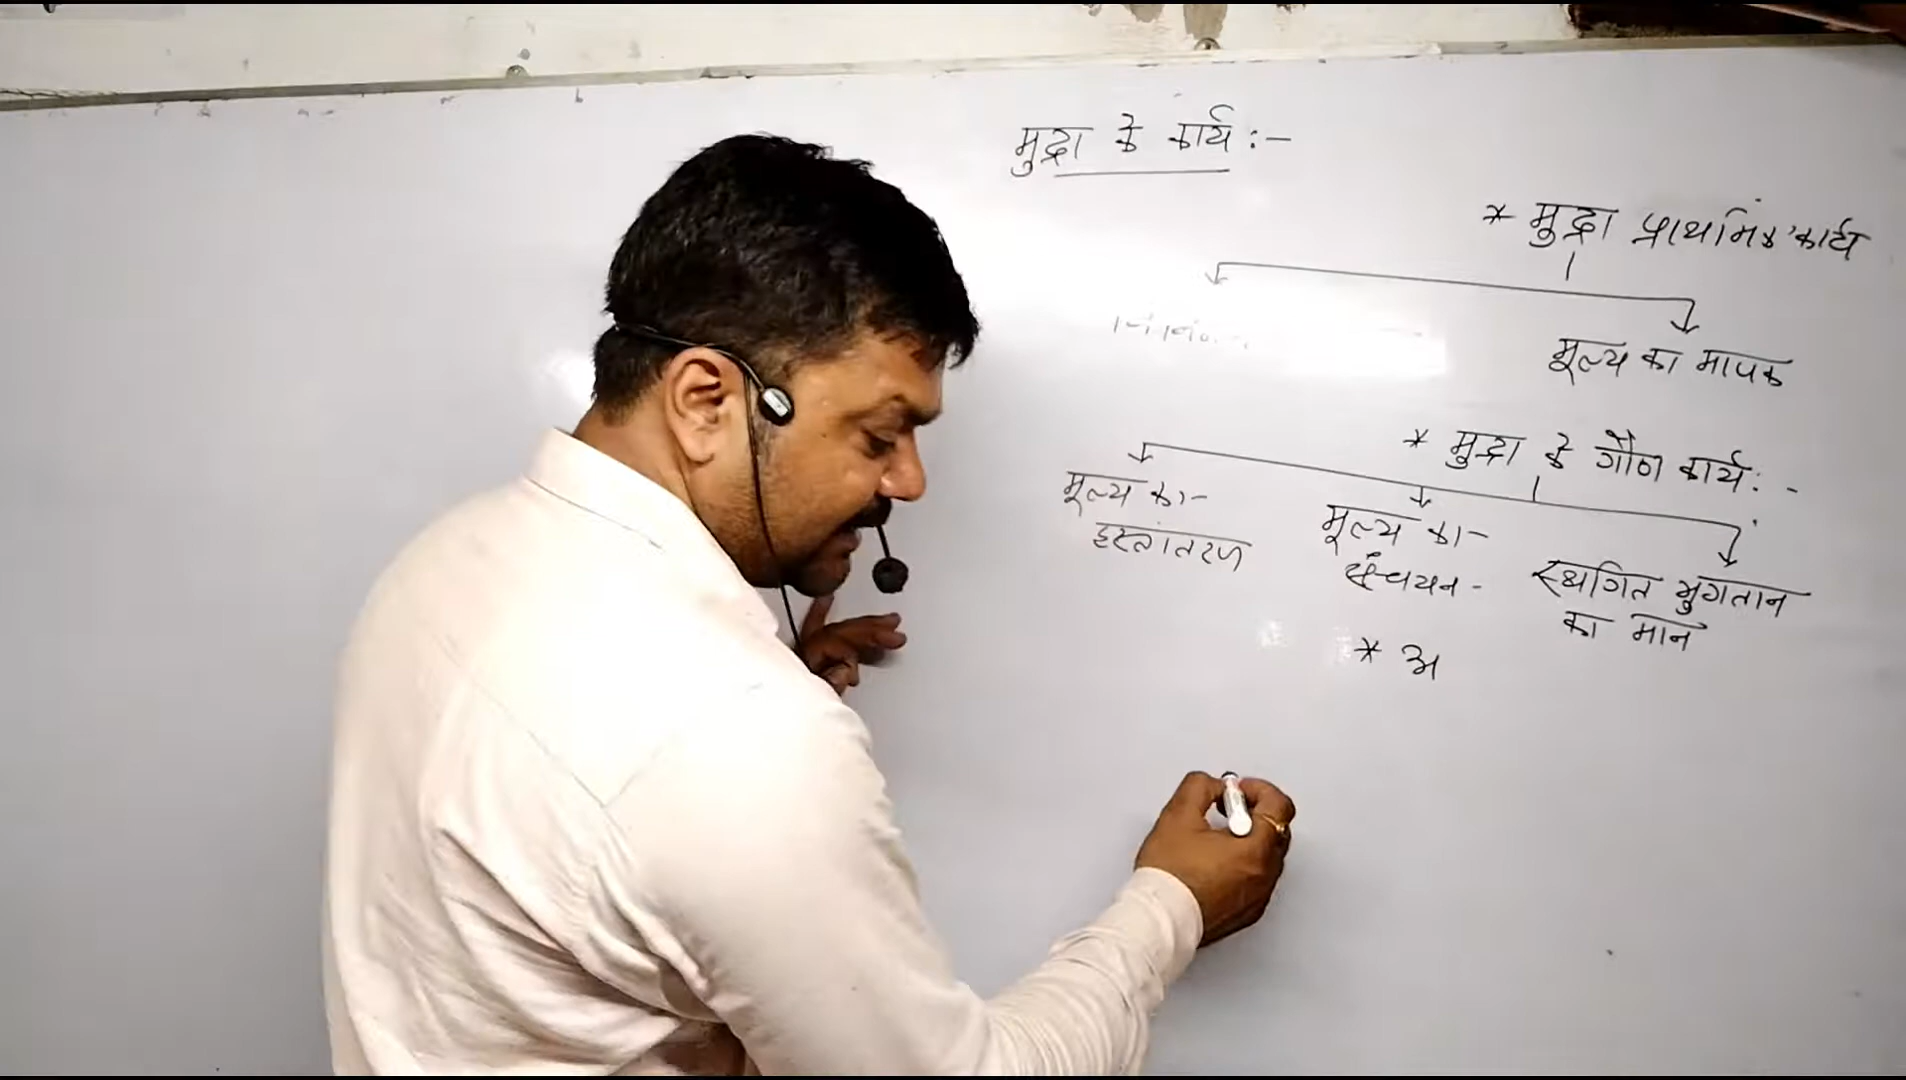 मुद्रा के कार्य :-
* मुद्रा प्राथमिक कार्य
मूल्य का मापक
* मुद्रा के गौण कार्य : -
मूल्य का -
हस्तांतरण
मूल्य का -
संचयन -
स्थगित भुगतान
का मान
* अ